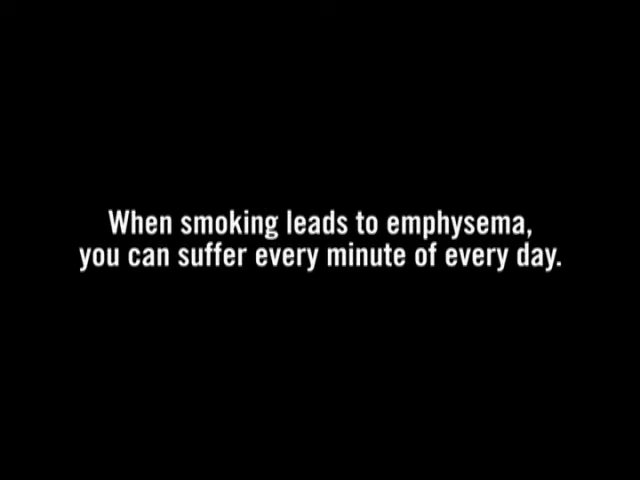 When smoking leads to emphysema,
you can suffer every minute of every day.